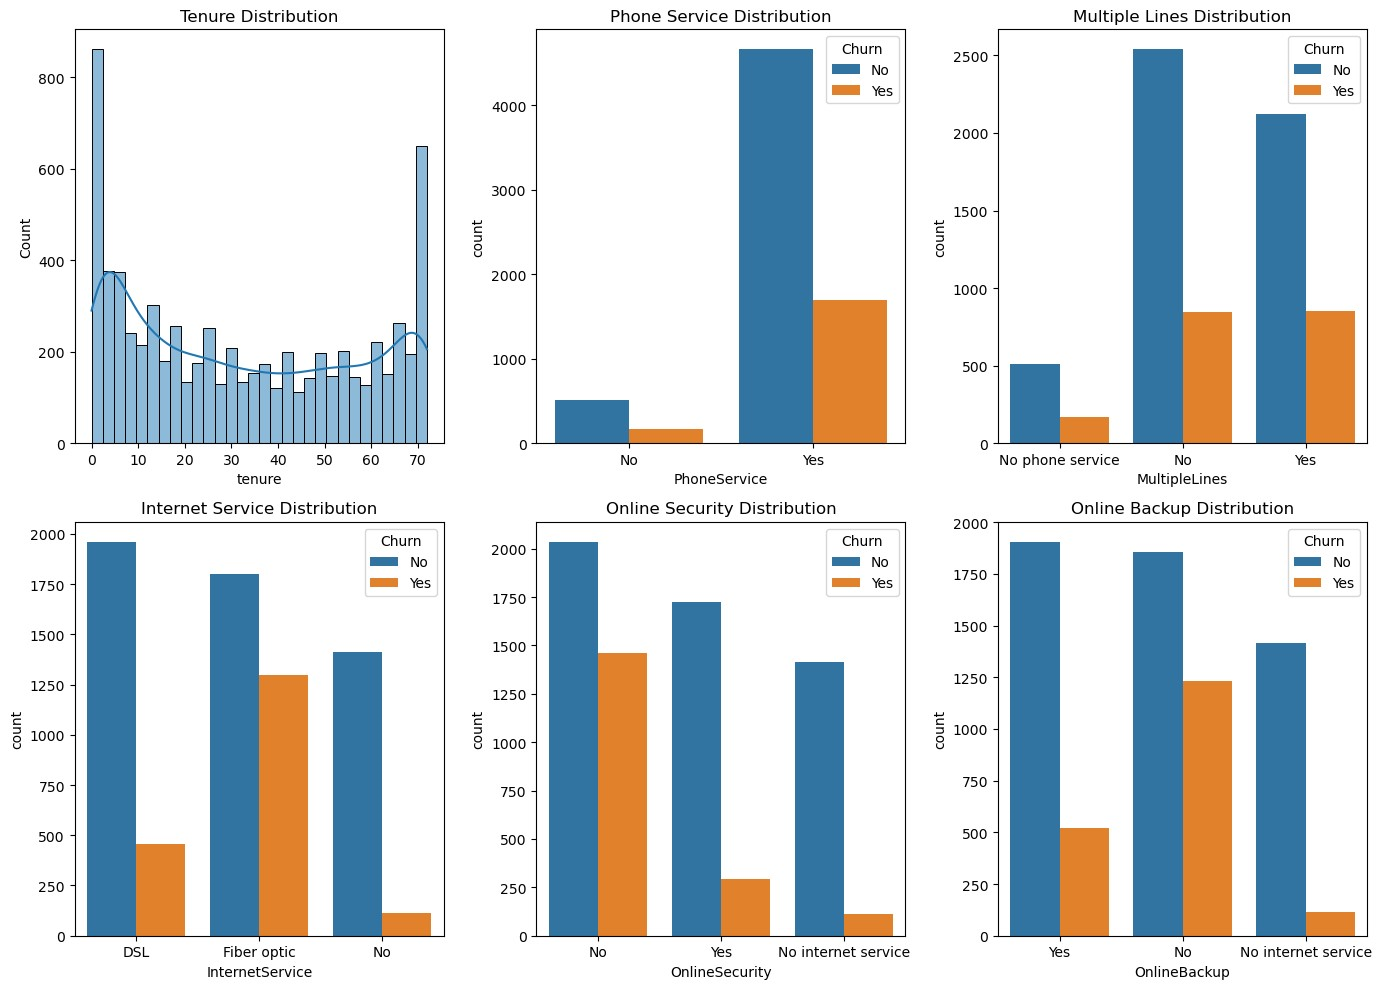 Tenure Distribution
Count
800
600
400
200
0
0 10 20 30 40 50 60 70
tenure
Phone Service Distribution
Churn
No
Yes
count
4000
3000
2000
1000
0
No Yes
PhoneService
Multiple Lines Distribution
Churn
No
Yes
count
2500
2000
1500
1000
500
0
No phone service No Yes
MultipleLines
Internet Service Distribution
Churn
No
Yes
count
2000
1750
1500
1250
1000
750
500
250
0
DSL Fiber optic No
InternetService
Online Security Distribution
Churn
No
Yes
count
2000
1750
1500
1250
1000
750
500
250
0
No Yes No internet service
OnlineSecurity
Online Backup Distribution
Churn
No
Yes
count
2000
1750
1500
1250
1000
750
500
250
0
Yes No No internet service
OnlineBackup